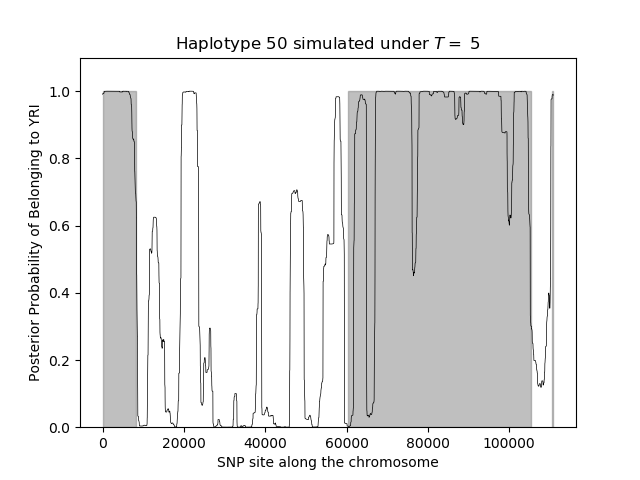 Haplotype 50 simulated under T = 5
Posterior Probability of Belonging to YRI
1.0
0.8
0.6
0.4
0.2
0.0
0 20000 40000 60000 80000 100000
SNP site along the chromosome